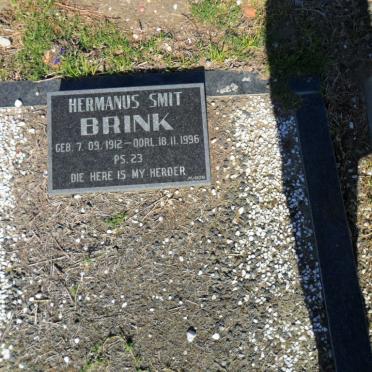 HERMANUS SMIT
BRINK
GEB. 7. 09. 1912 — OORL. 18. 11. 1996
PS. 23
DIE HERE IS MY HERDER